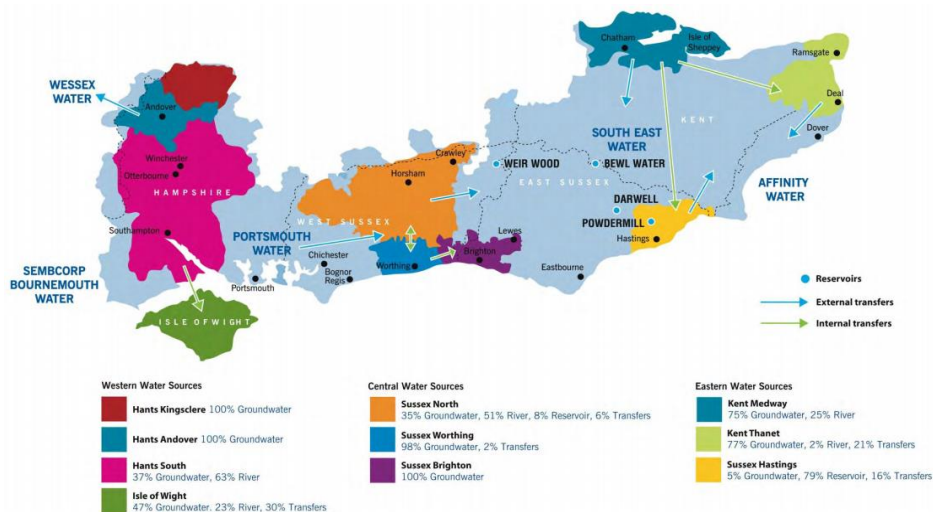 Chatham
Isle of
Sheppey
Ramsgate
WESSEX
WATER
Andover
Deal
KENT
Dover
SOUTH EAST
WATER
Crawley
WEIR WOOD
BEWL WATER
Winchester
Otterbourne
Horsham
EAST SUSSEX
AFFINITY
WATER
HAMPSHIRE
DARWELL
WEST SUSSEX
POWDERMILL
Southampton
PORTSMOUTH
WATER
Lewes
Hastings
Chichester
Brighton
SEMBCORP
BOURNEMOUTH
WATER
Bognor
Regis
Worthing
Eastbourne
Portsmouth
Reservoirs
External transfers
ISLE OF WIGHT
Internal transfers
Western Water Sources
Hants Kingsclere 100% Groundwater
Hants Andover 100% Groundwater
Hants South
37% Groundwater, 63% River
Isle of Wight
47% Groundwater, 23% River, 30% Transfers
Central Water Sources
Sussex North
35% Groundwater, 51% River, 8% Reservoir, 6% Transfers
Sussex Worthing
98% Groundwater, 2% Transfers
Sussex Brighton
100% Groundwater
Eastern Water Sources
Kent Medway
75% Groundwater, 25% River
Kent Thanet
77% Groundwater, 2% River, 21% Transfers
Sussex Hastings
5% Groundwater, 79% Reservoir, 16% Transfers